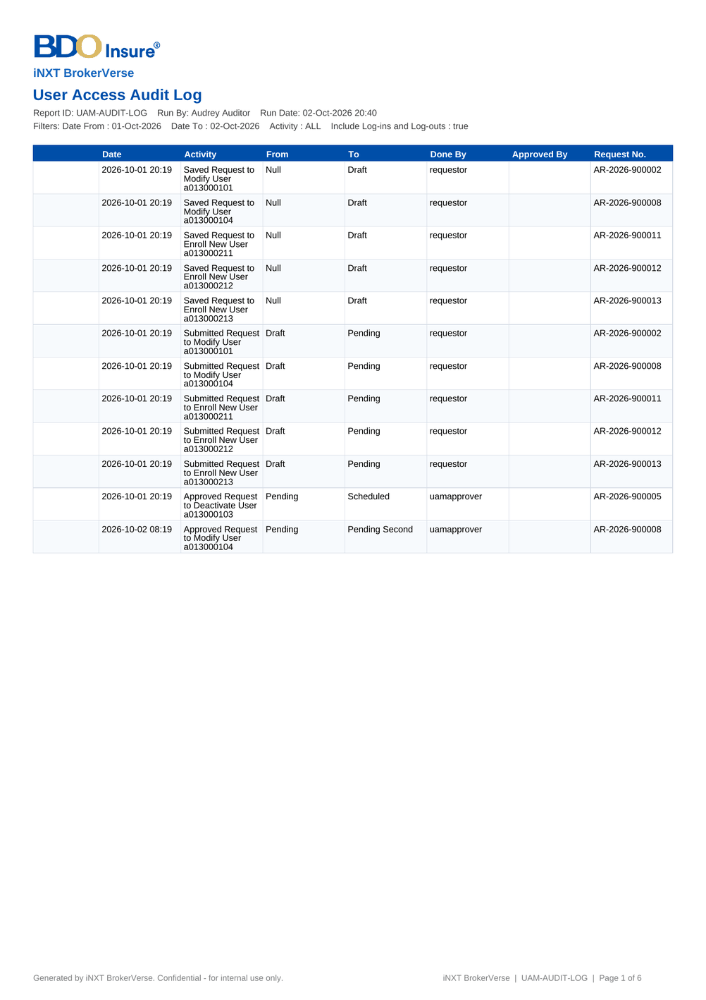 BDO Insure®
iNXT BrokerVerse
User Access Audit Log
Report ID: UAM-AUDIT-LOG Run By: Audrey Auditor Run Date: 02-Oct-2026 20:40
Filters: Date From : 01-Oct-2026 Date To : 02-Oct-2026 Activity : ALL Include Log-ins and Log-outs : true
Date Activity From To Done By Approved By Request No.
2026-10-01 20:19 Saved Request to Null Draft requestor AR-2026-900002
Modify User
a013000101
2026-10-01 20:19 Saved Request to Null Draft requestor AR-2026-900008
Modify User
a013000104
2026-10-01 20:19 Saved Request to Null Draft requestor AR-2026-900011
Enroll New User
a013000211
2026-10-01 20:19 Saved Request to Null Draft requestor AR-2026-900012
Enroll New User
a013000212
2026-10-01 20:19 Saved Request to Null Draft requestor AR-2026-900013
Enroll New User
a013000213
2026-10-01 20:19 Submitted Request Draft Pending requestor AR-2026-900002
to Modify User
a013000101
2026-10-01 20:19 Submitted Request Draft Pending requestor AR-2026-900008
to Modify User
a013000104
2026-10-01 20:19 Submitted Request Draft Pending requestor AR-2026-900011
to Enroll New User
a013000211
2026-10-01 20:19 Submitted Request Draft Pending requestor AR-2026-900012
to Enroll New User
a013000212
2026-10-01 20:19 Submitted Request Draft Pending requestor AR-2026-900013
to Enroll New User
a013000213
2026-10-01 20:19 Approved Request Pending Scheduled uamapprover AR-2026-900005
to Deactivate User
a013000103
2026-10-02 08:19 Approved Request Pending Pending Second uamapprover AR-2026-900008
to Modify User
a013000104
Generated by iNXT BrokerVerse. Confidential - for internal use only. iNXT BrokerVerse | UAM-AUDIT-LOG | Page 1 of 6